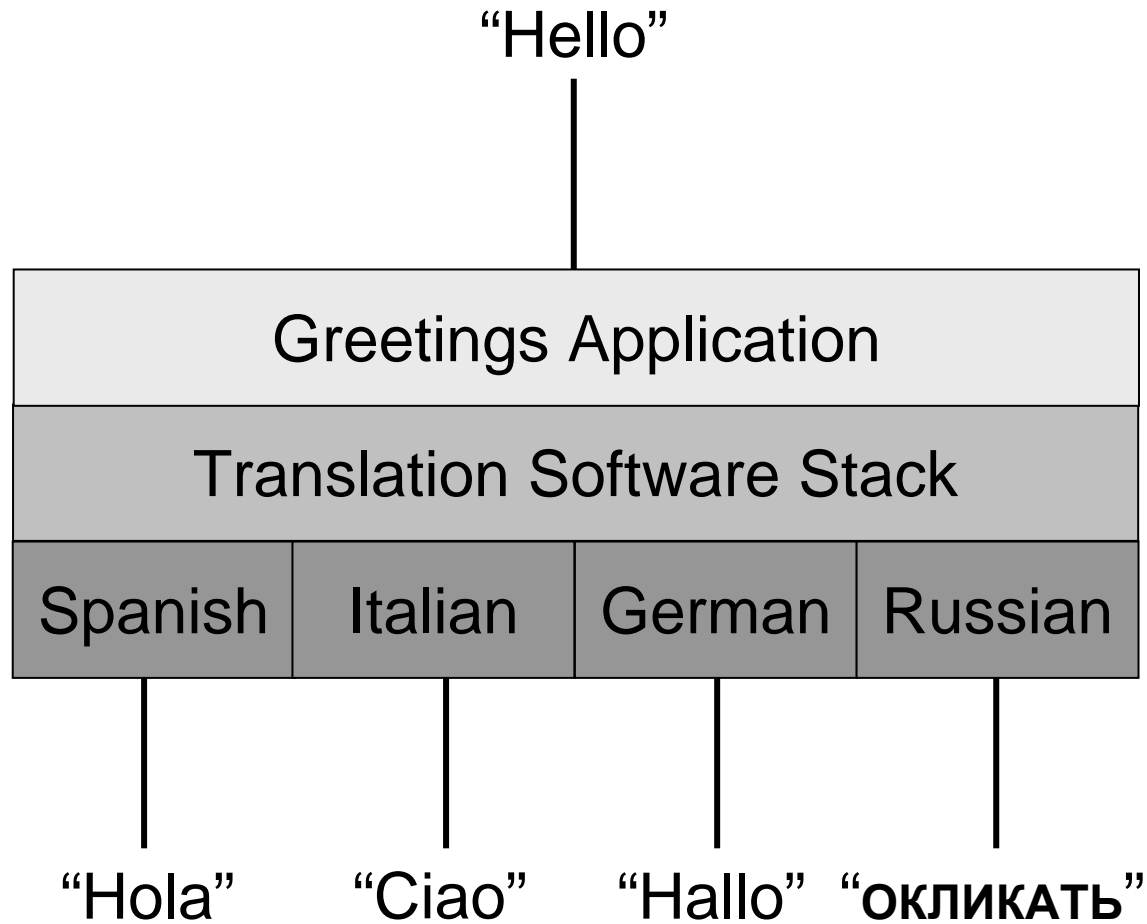 “Hello”
Greetings Application
Translation Software Stack
Spanish Italian German Russian
“Hola” “Ciao” “Hallo” “ОКЛИКАТЬ”